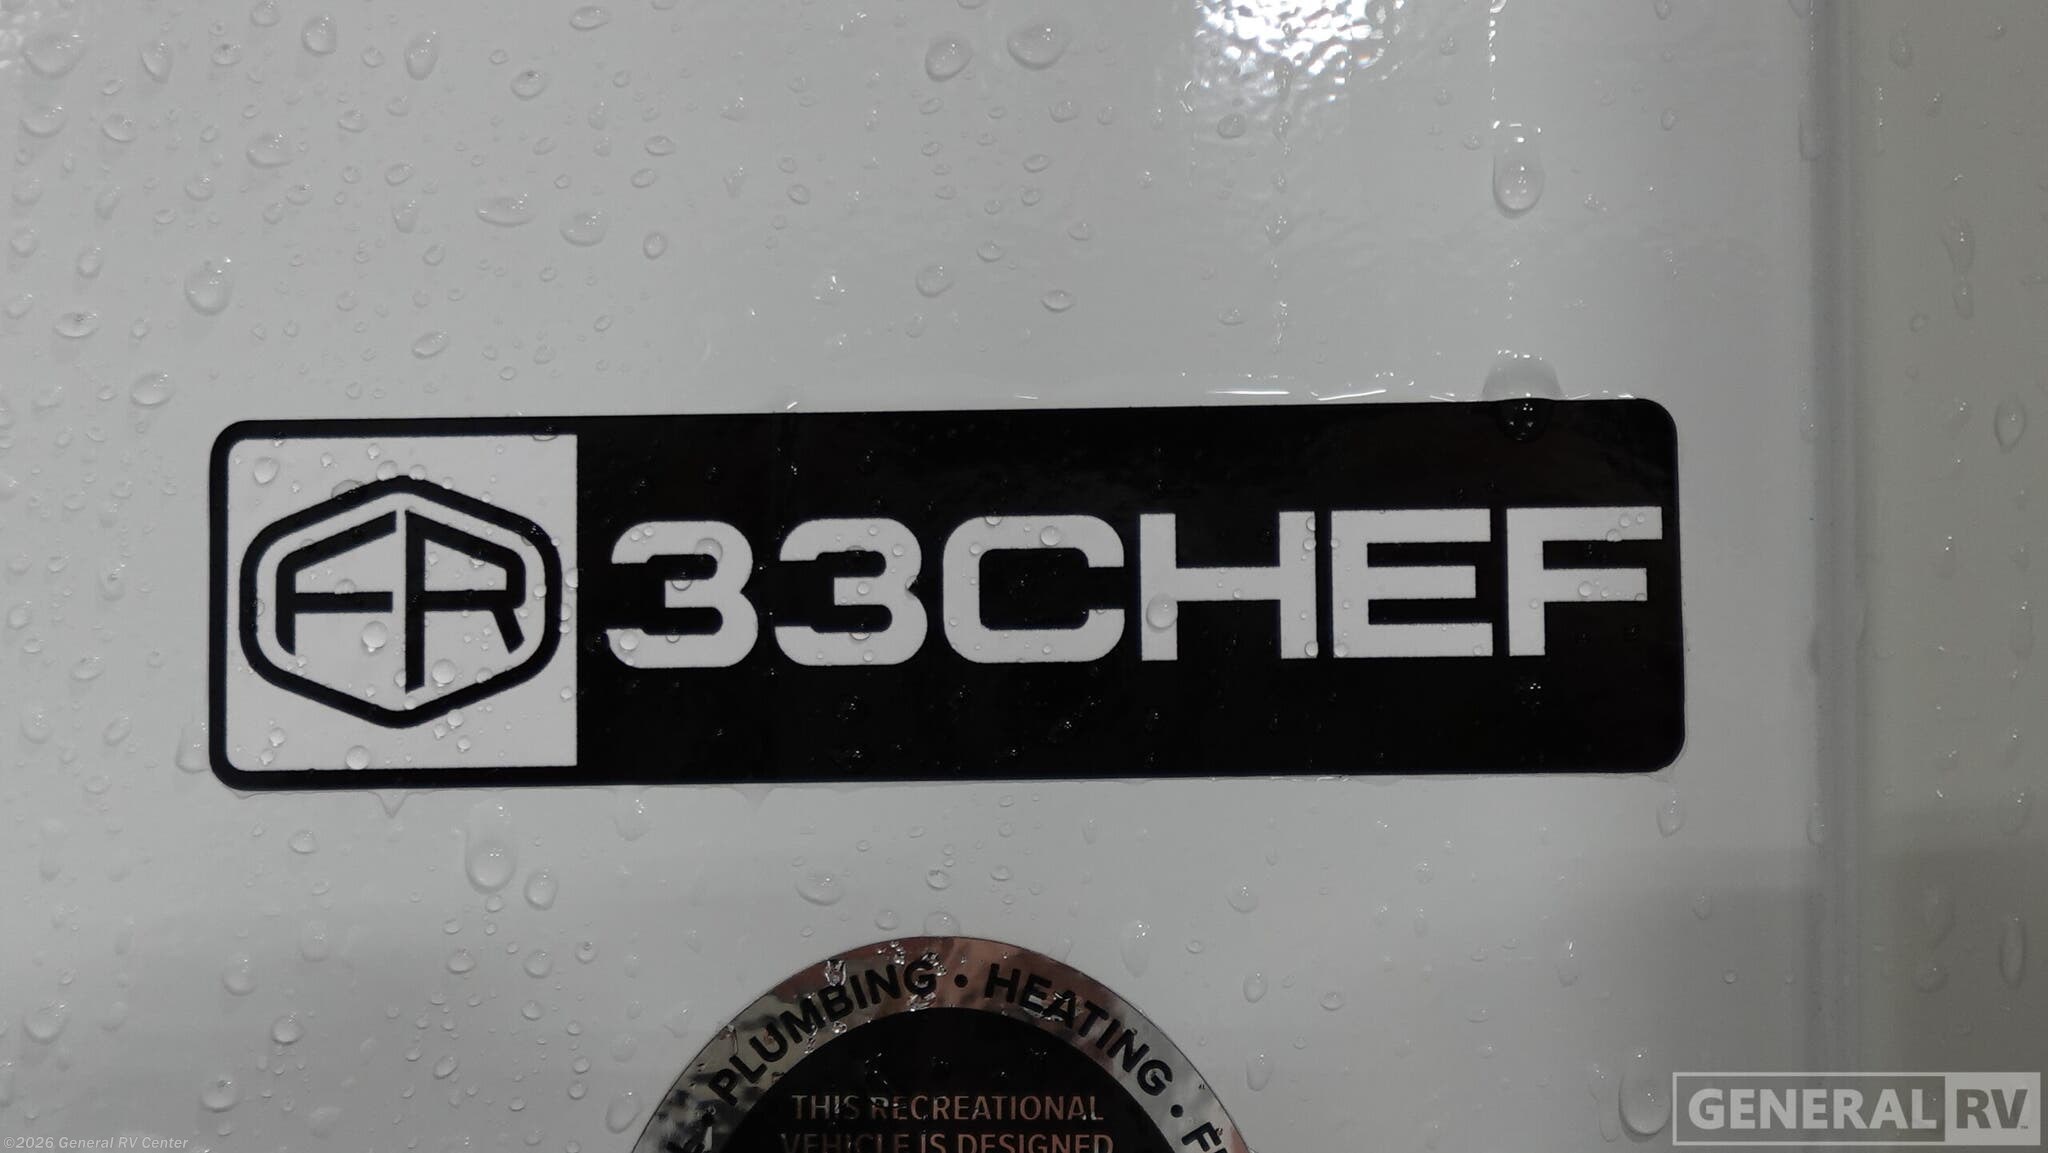 FR 33CHEF
PLUMBING • HEATING •
THIS RECREATIONAL
VEHICLE IS DESIGNED
GENERAL RV
©2026 General RV Center